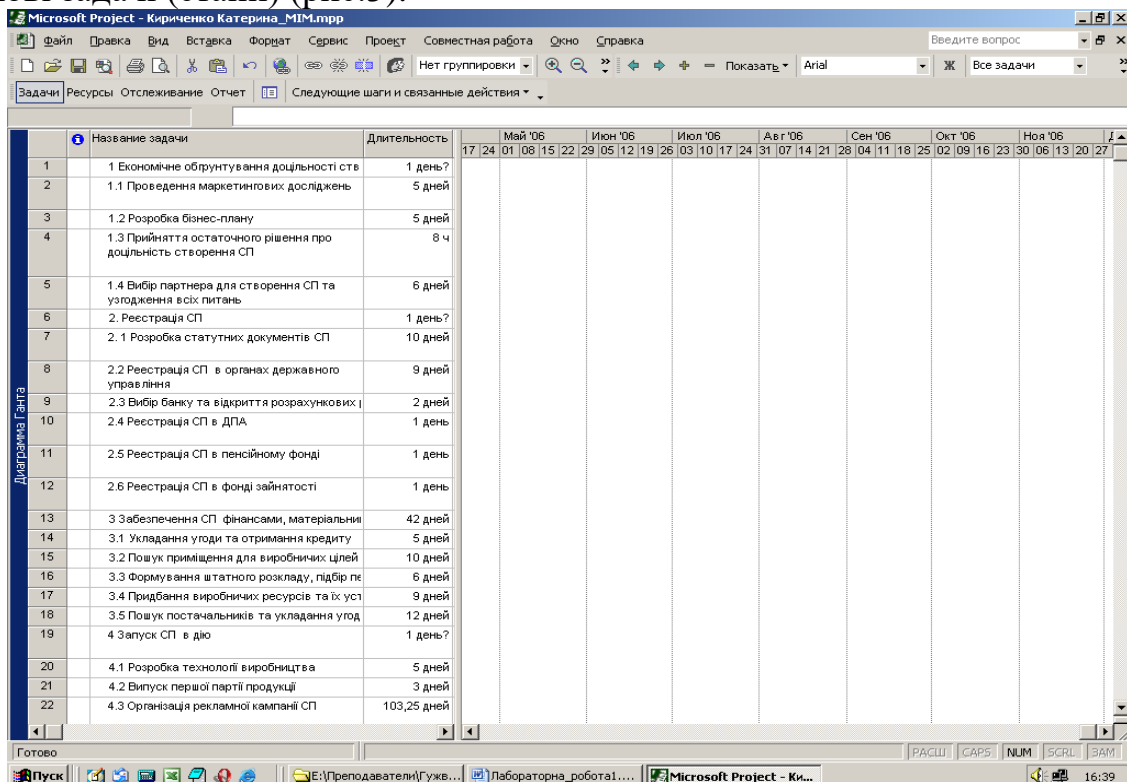 Microsoft Project - Кириченко Катерина_МІМ.mpp
Файл Правка Вид Вставка Формат Сервис Проект Совместная работа Окно Справка Введите вопрос
Нет группировки Показать Arial Ж Все задачи
Задачи Ресурсы Отслеживание Отчет Следующие шаги и связанные действия
Название задачи Длительность Май '06 Июн '06 Июл '06 Авг '06 Сен '06 Окт '06 Ноя '06
17 24 01 08 15 22 29 05 12 19 26 03 10 17 24 31 07 14 21 28 04 11 18 25 02 09 16 23 30 06 13 20 27
1 1 Економічне обґрунтування доцільності ств 1 день?
2 1.1 Проведення маркетингових досліджень 5 дней
3 1.2 Розробка бізнес-плану 5 дней
4 1.3 Прийняття остаточного рішення про 8 ч
доцільність створення СП
5 1.4 Вибір партнера для створення СП та 6 дней
узгодження всіх питань
6 2. Реєстрація СП 1 день?
7 2. 1 Розробка статутних документів СП 10 дней
8 2.2 Реестрація СП в органах державного 9 дней
управління
9 2.3 Вибір банку та відкриття розрахункових 2 дней
10 2.4 Реєстрація СП в ДПА 1 день
11 2.5 Реестрація СП в пенсійному фонді 1 день
12 2.6 Реестрація СП в фонді зайнятості 1 день
13 3 Забезпечення СП фінансами, матеріальни 42 дней
14 3.1 Укладання угоди та отримання кредиту 5 дней
15 3.2 Пошук приміщення для виробничих цілей 10 дней
16 3.3 Формування штатного розкладу, підбір пе 6 дней
17 3.4 Придбання виробничих ресурсів та їх уст 9 дней
18 3.5 Пошук постачальників та укладання угод 12 дней
19 4 Запуск СП в дію 1 день?
20 4.1 Розробка технології виробництва 5 дней
21 4.2 Випуск першої партії продукції 3 дней
22 4.3 Організація рекламної кампанії СП 103,25 дней
Диаграмма Ганта
Готово РАСШ CAPS NUM SCRL ЗАМ
Пуск E:\Преподаватели\Гужв... Лабораторна_робота1.... Microsoft Project - Ки... 16:39